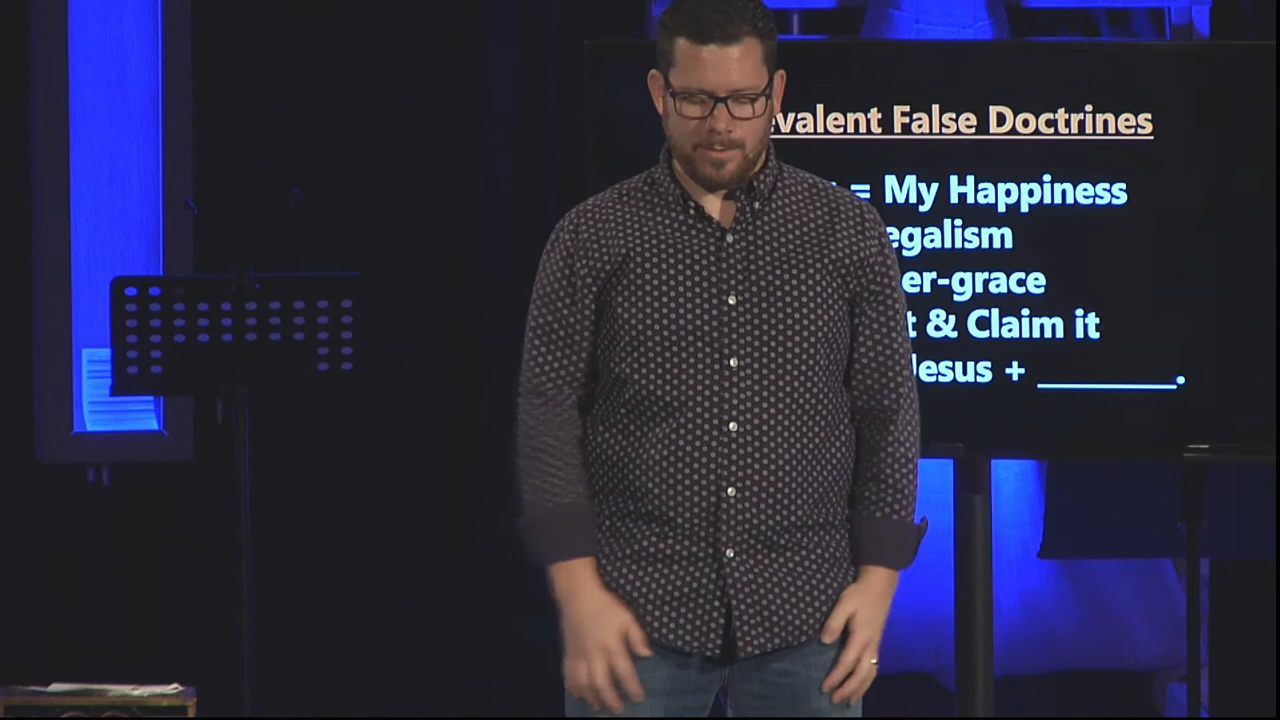 evalent False Doctrines
= My Happiness
egalism
er-grace
t & Claim it
Jesus + ________.